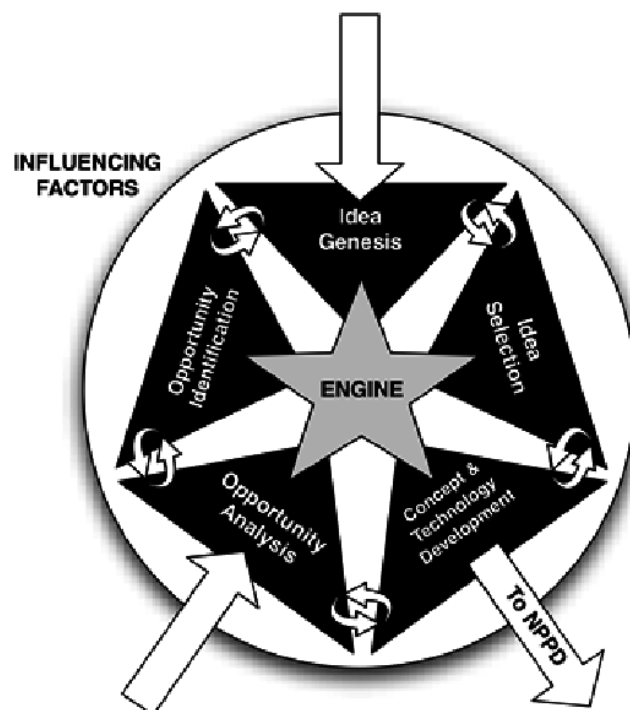 INFLUENCING
FACTORS
Idea
Genesis
Idea
Selection
Opportunity
Identification
ENGINE
Opportunity
Analysis
Concept &
Technology
Development
To NPPD